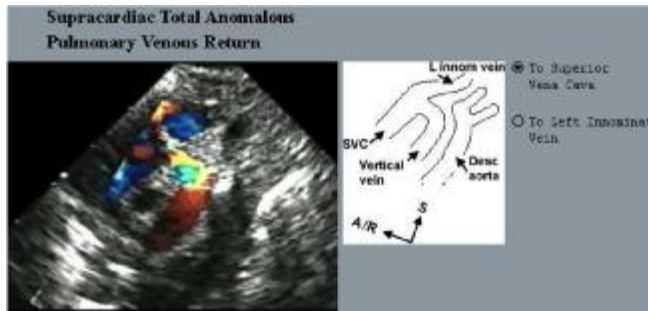 Supracardiac Total Anomalous
Pulmonary Venous Return
L innom vein
To Superior
Vena Cava
To Left Innominat
Vein
SVC
Vertical
vein
Desc
aorta
S
A/R